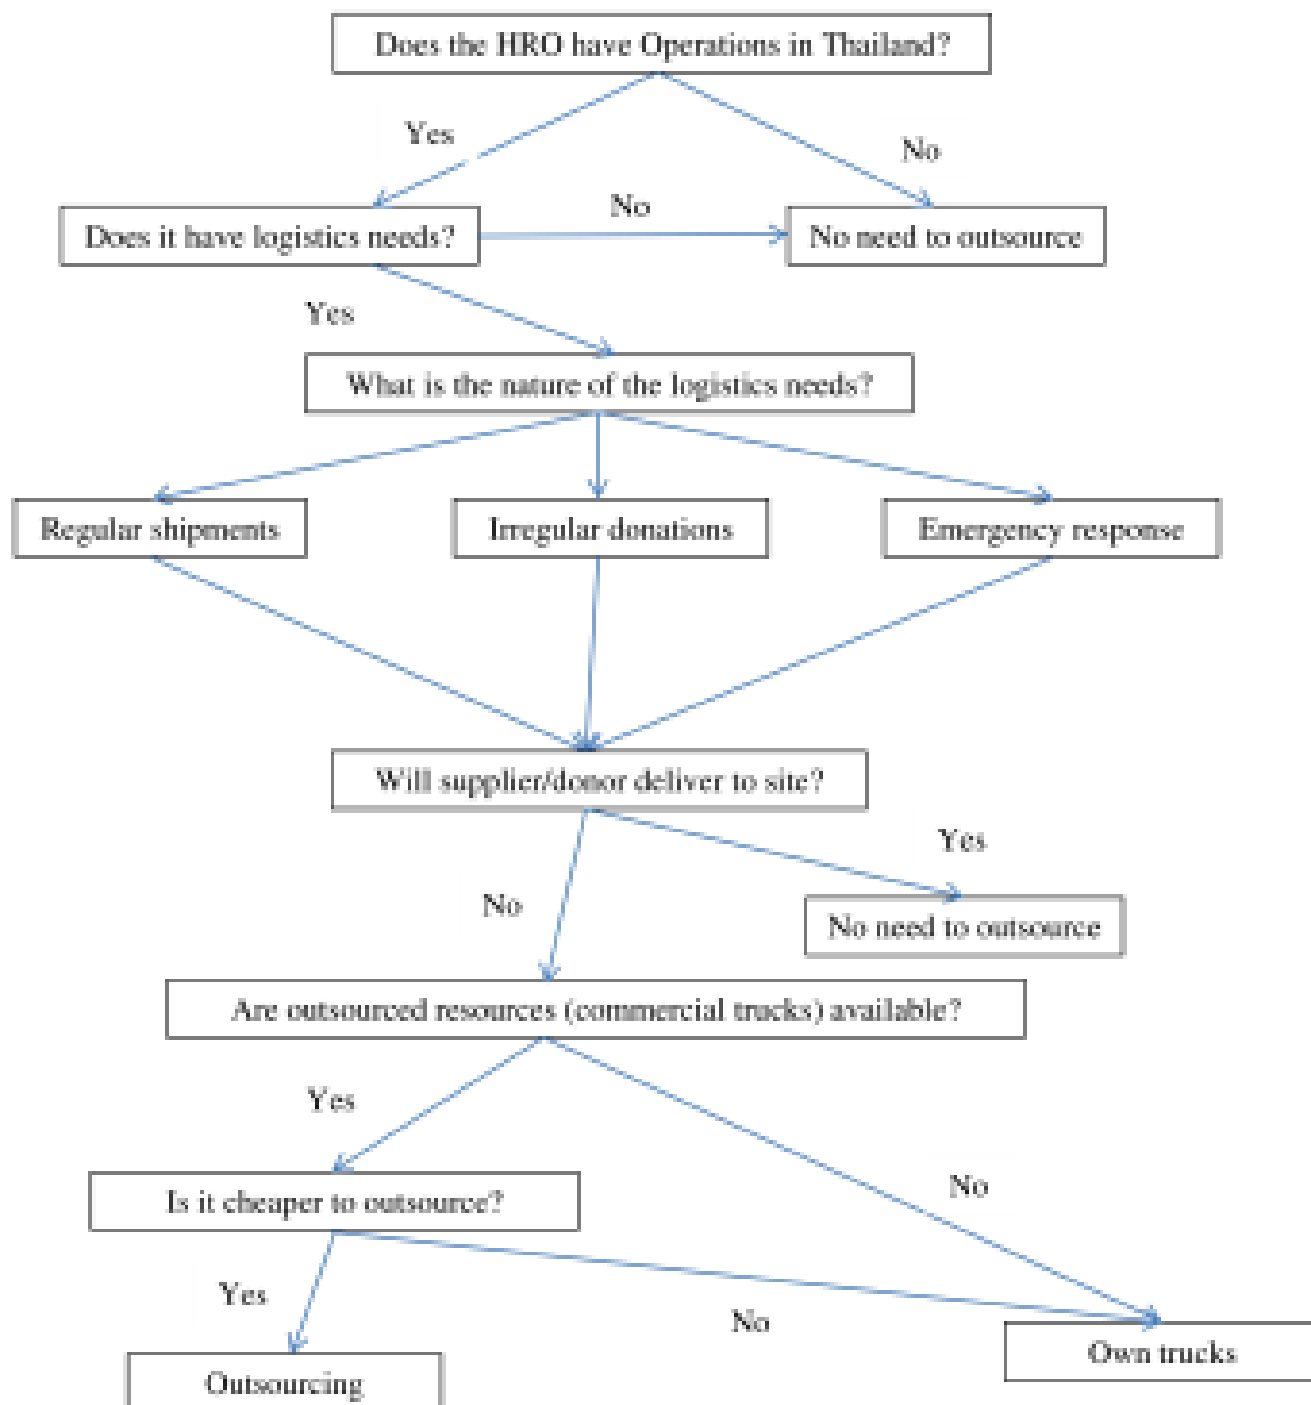 Does the HRO have Operations in Thailand?
Yes
No
Does it have logistics needs?
No
No need to outsource
Yes
What is the nature of the logistics needs?
Regular shipments
Irregular donations
Emergency response
Will supplier/donor deliver to site?
Yes
No
No need to outsource
Are outsourced resources (commercial trucks) available?
Yes
No
Is it cheaper to outsource?
Yes
No
Own trucks
Outsourcing